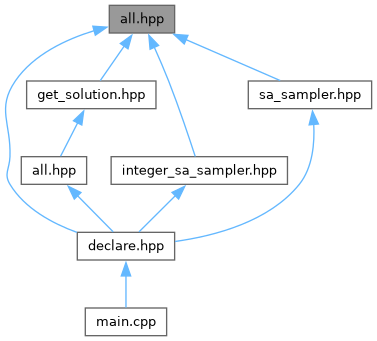 all.hpp
get_solution.hpp
sa_sampler.hpp
all.hpp
integer_sa_sampler.hpp
declare.hpp
main.cpp